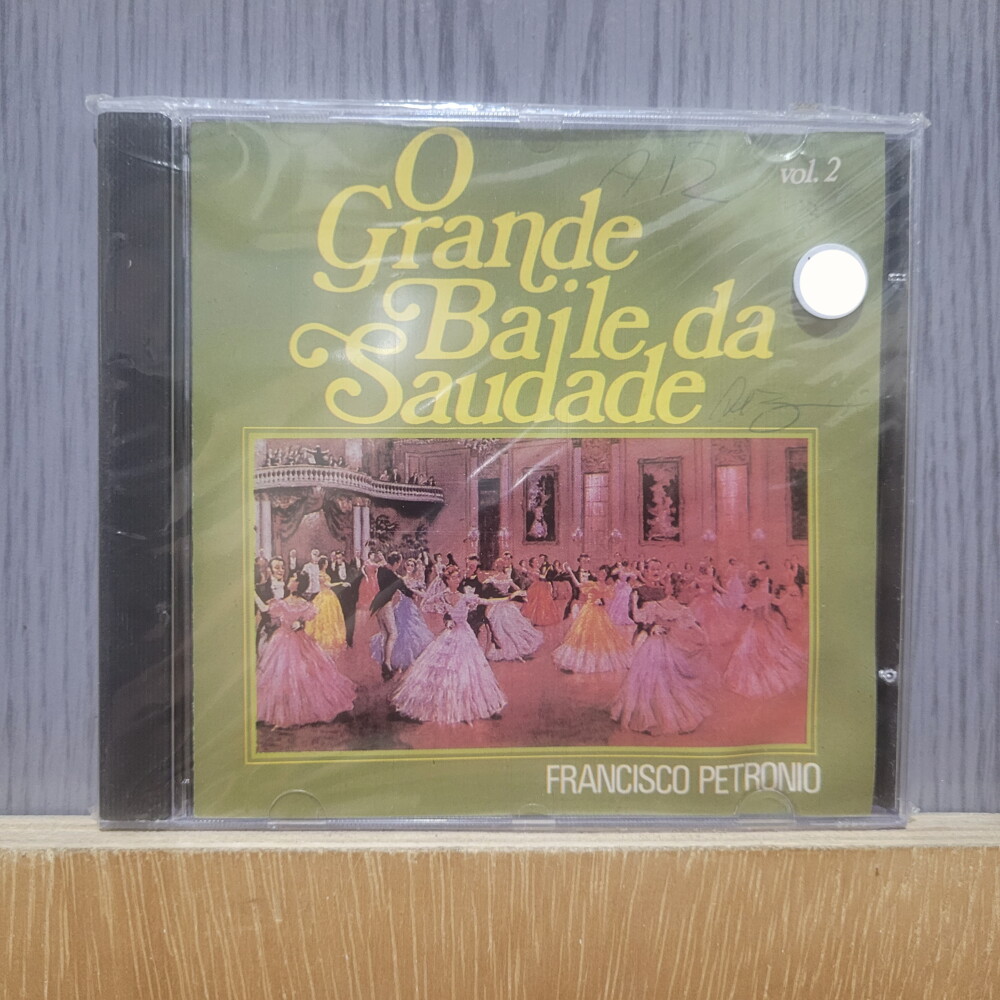 O
Grande
Baile da
Saudade
vol. 2
FRANCISCO PETRONIO